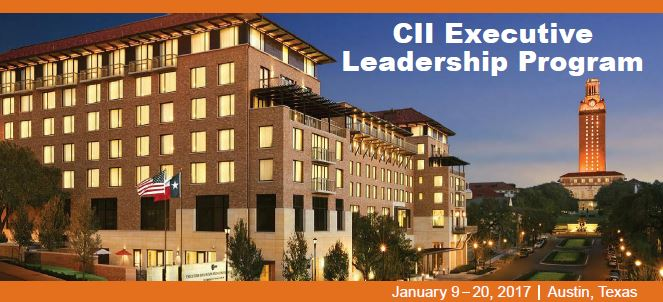 CII Executive
Leadership Program
January 9 – 20, 2017 | Austin, Texas